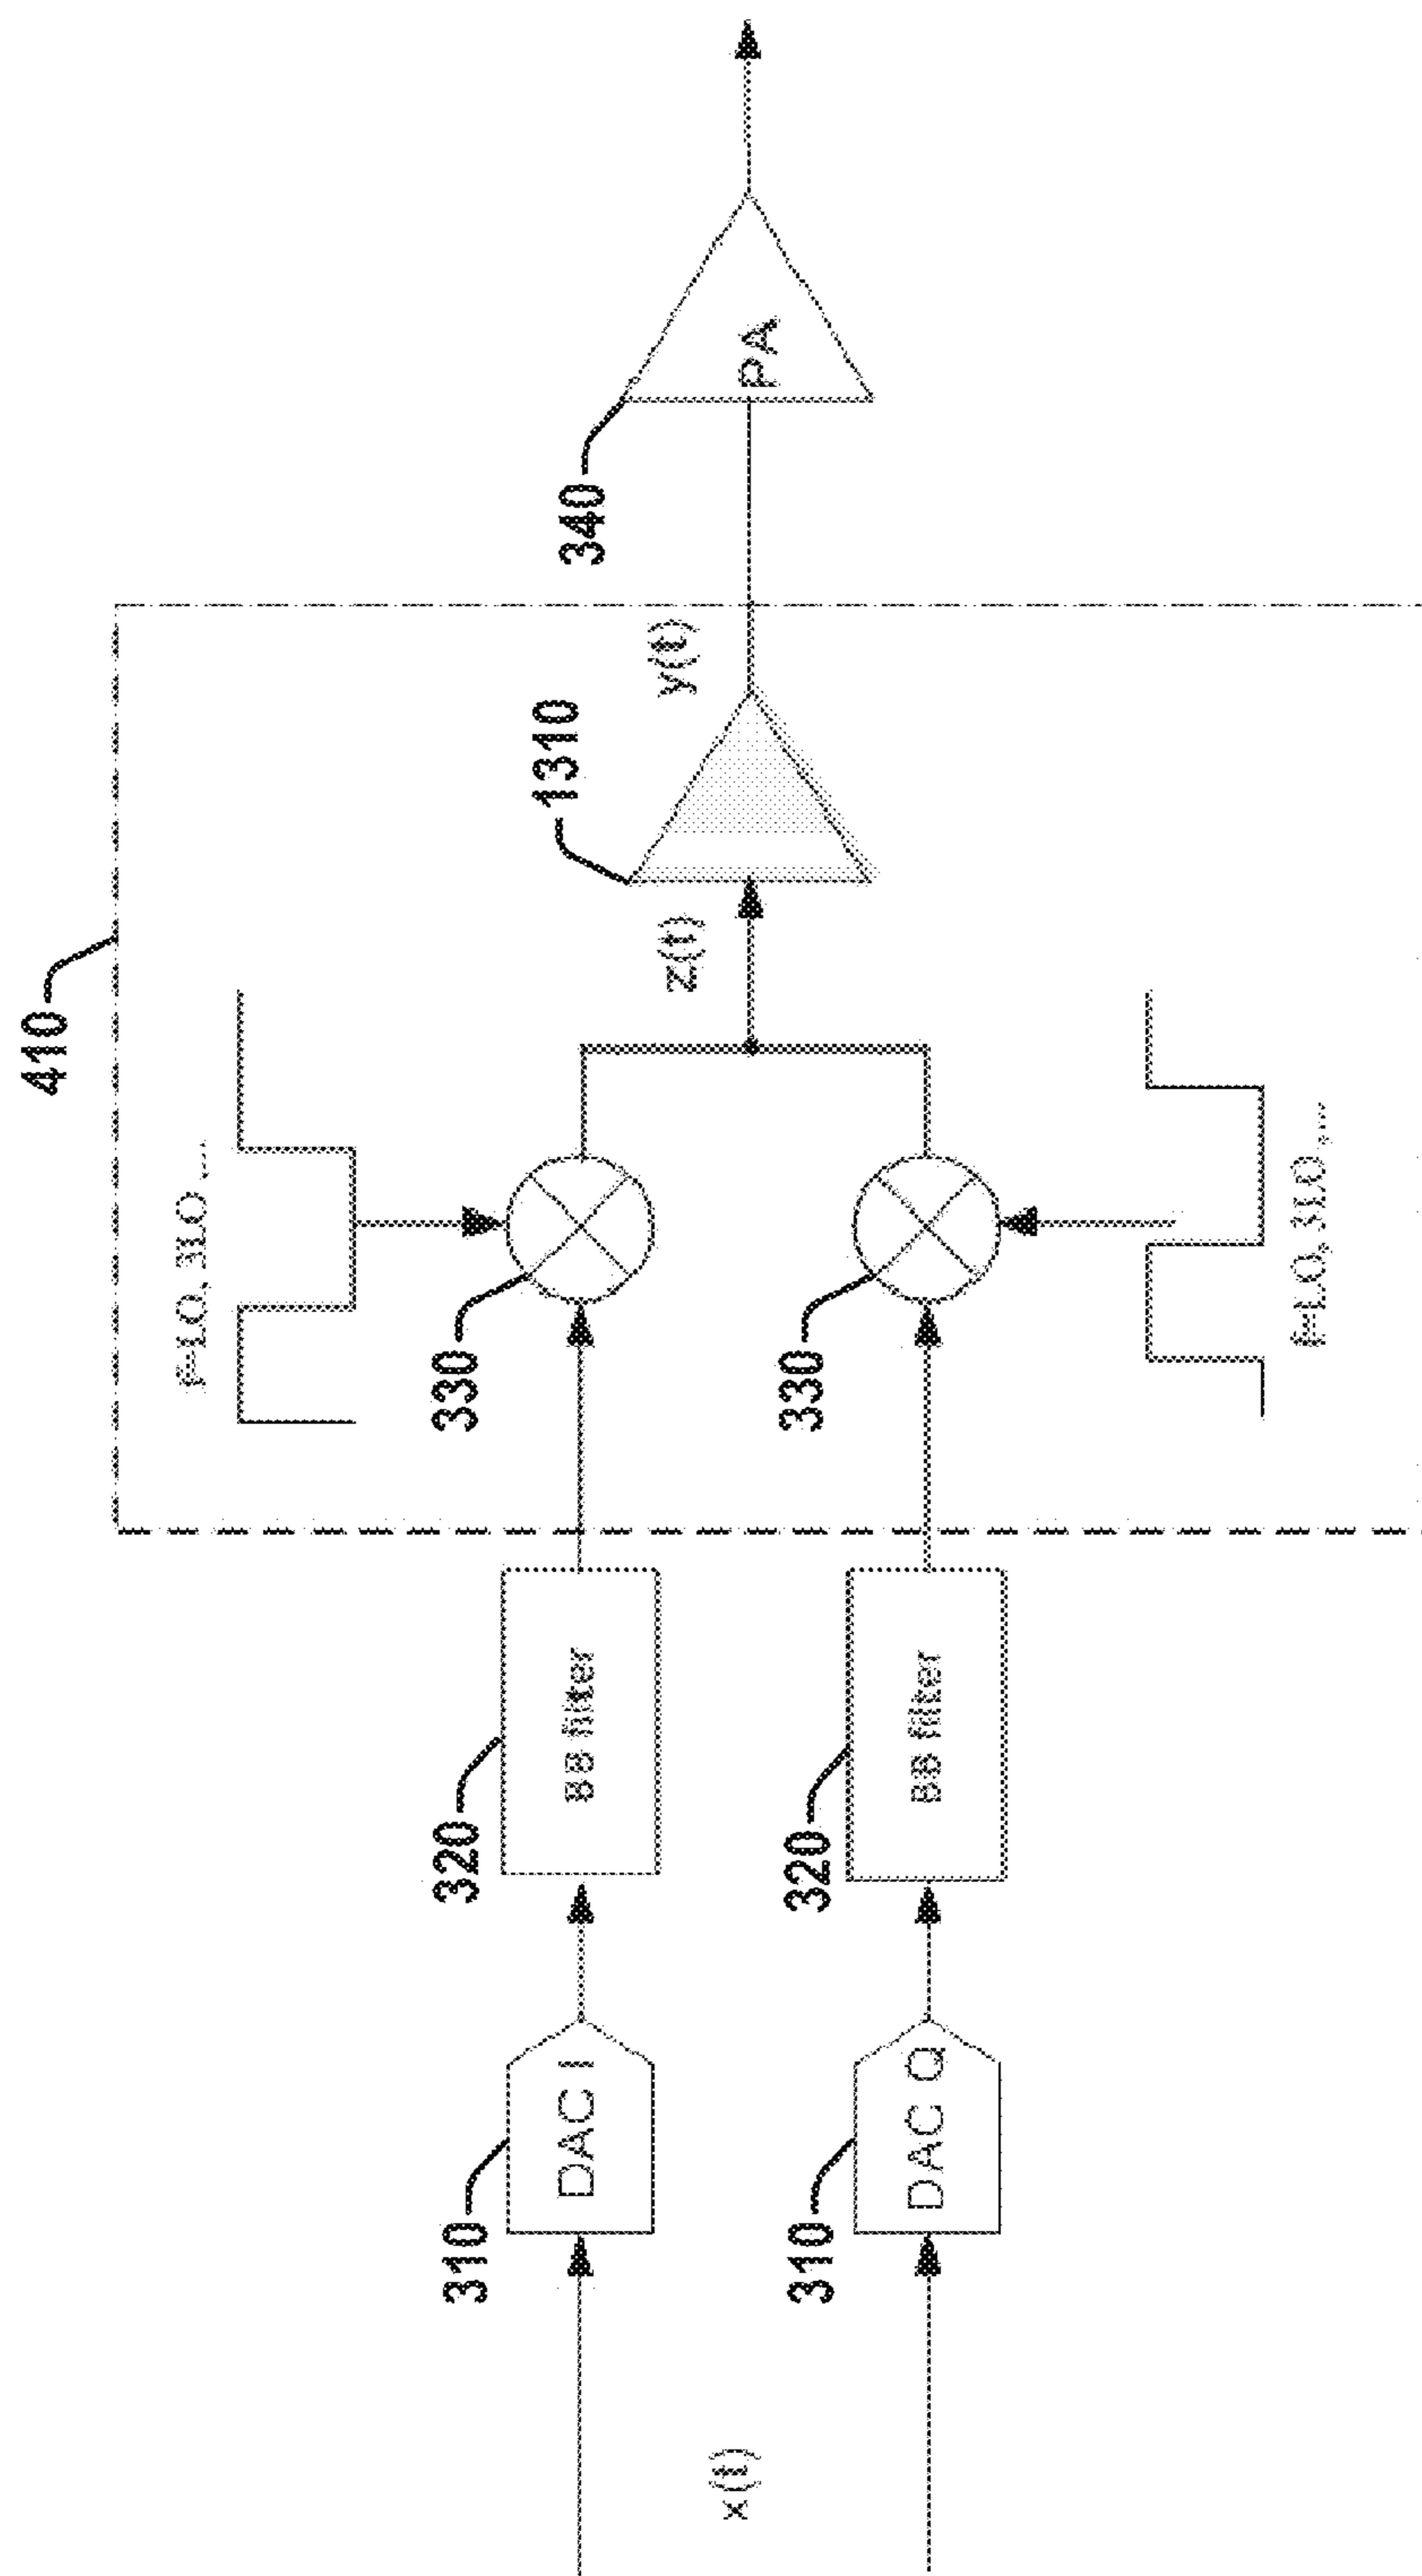 410
f=LO, 3LO ...
330
320
310
DAC I
BB filter
z(t)
1310
y(t)
340
PA
x(t)
310
DAC Q
320
BB filter
330
f=LO, 3LO,...